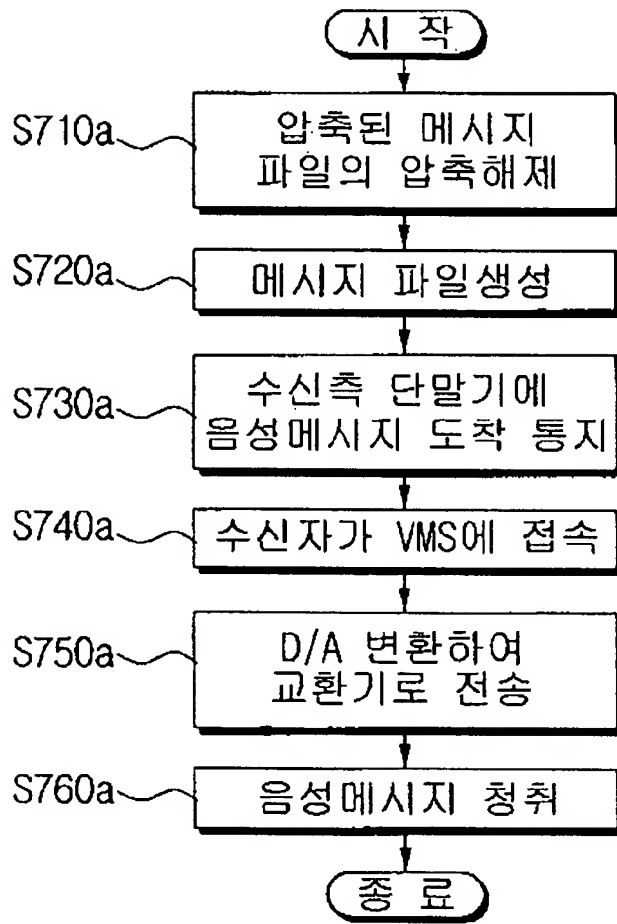 시 작
S710a
압축된 메시지
파일의 압축해제
S720a
메시지 파일생성
S730a
수신측 단말기에
음성메시지 도착 통지
S740a
수신자가 VMS에 접속
S750a
D/A 변환하여
교환기로 전송
S760a
음성메시지 청취
종 료